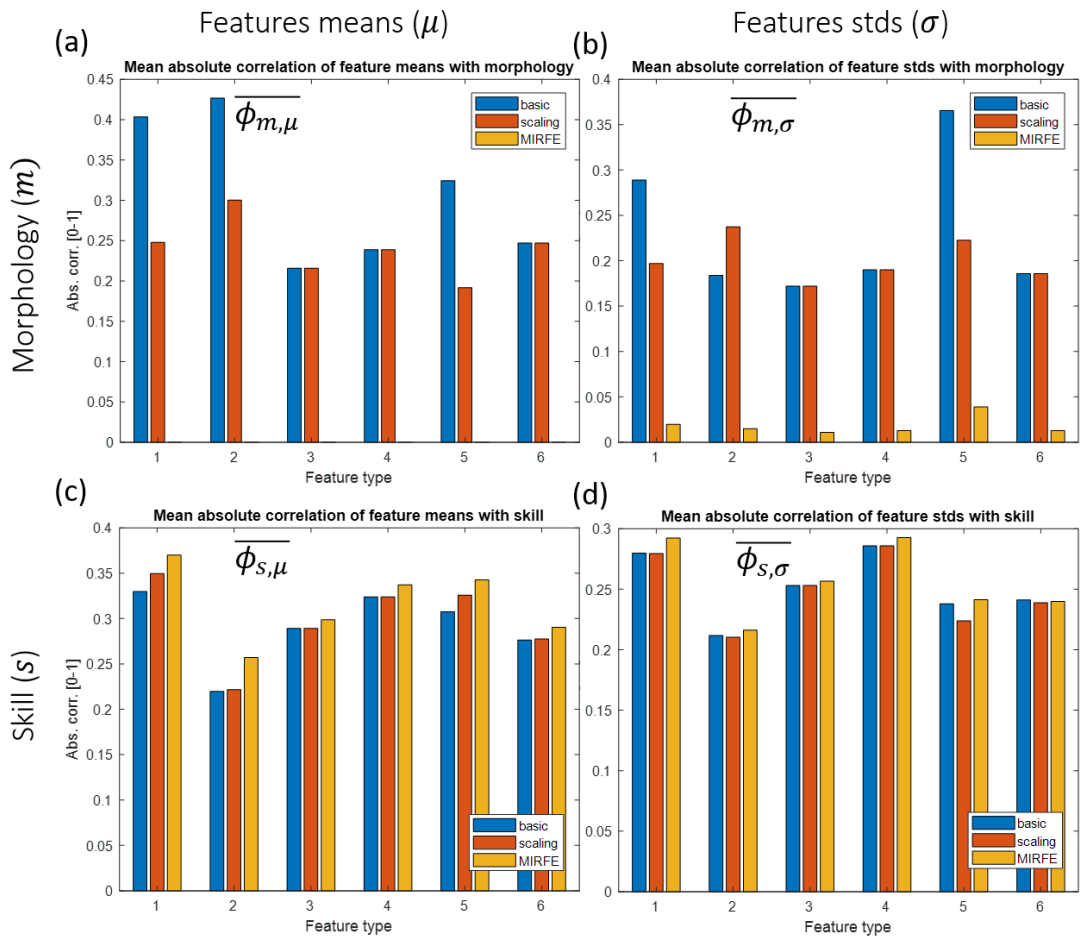 Features means (μ)
Features stds (σ)
Morphology (m)
Skill (s)
(a)
Mean absolute correlation of feature means with morphology
ϕm,μ
basic
scaling
MIRFE
Abs. corr. [0-1]
0.45
0.4
0.35
0.3
0.25
0.2
0.15
0.1
0.05
0
1 2 3 4 5 6
Feature type
(b)
Mean absolute correlation of feature stds with morphology
ϕm,σ
basic
scaling
MIRFE
0.4
0.35
0.3
0.25
0.2
0.15
0.1
0.05
0
1 2 3 4 5 6
Feature type
(c)
Mean absolute correlation of feature means with skill
ϕs,μ
Abs. corr. [0-1]
0.4
0.35
0.3
0.25
0.2
0.15
0.1
0.05
0
basic
scaling
MIRFE
1 2 3 4 5 6
Feature type
(d)
Mean absolute correlation of feature stds with skill
ϕs,σ
0.3
0.25
0.2
0.15
0.1
0.05
0
basic
scaling
MIRFE
1 2 3 4 5 6
Feature type